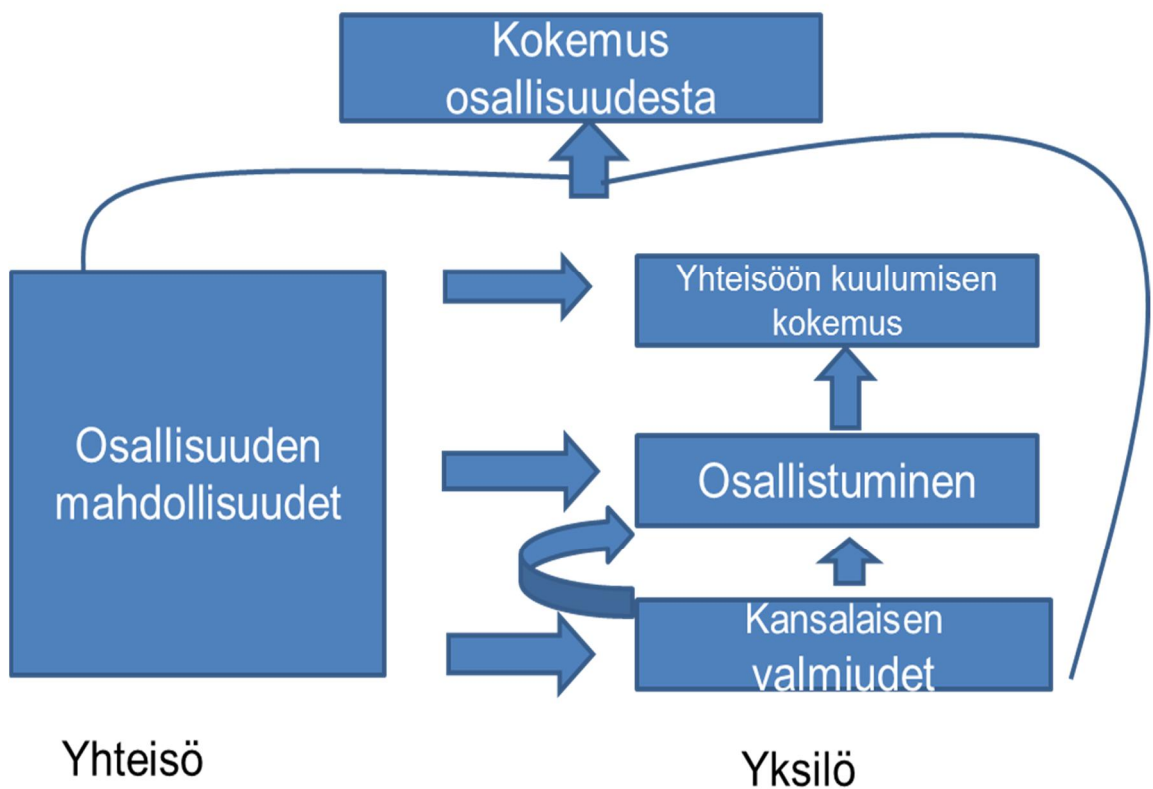 Kokemus
osallisuudesta
Yhteisöön kuulumisen
kokemus
Osallisuuden
mahdollisuudet
Osallistuminen
Kansalaisen
valmiudet
Yhteisö
Yksilö